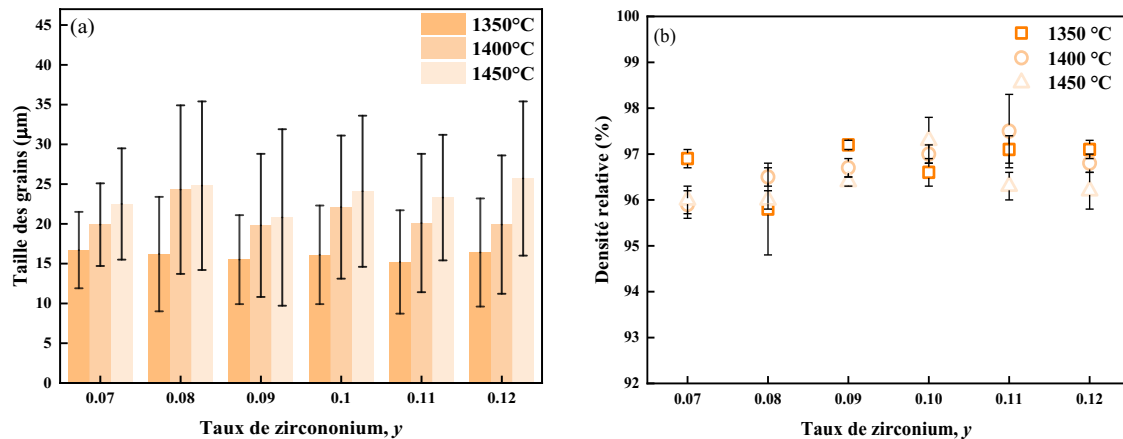 (a)
1350°C
1400°C
1450°C
Taille des grains (μm)
45
40
35
30
25
20
15
10
5
0
0.07 0.08 0.09 0.1 0.11 0.12
Taux de zircononium, y
(b)
1350 °C
1400 °C
1450 °C
Densité relative (%)
100
99
98
97
96
95
94
93
92
0.07 0.08 0.09 0.10 0.11 0.12
Taux de zirconium, y